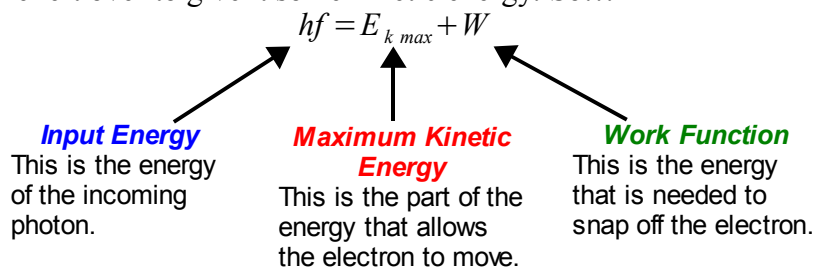 hf = E k max + W
Input Energy
This is the energy
of the incoming
photon.
Maximum Kinetic
Energy
This is the part of the
energy that allows
the electron to move.
Work Function
This is the energy
that is needed to
snap off the electron.